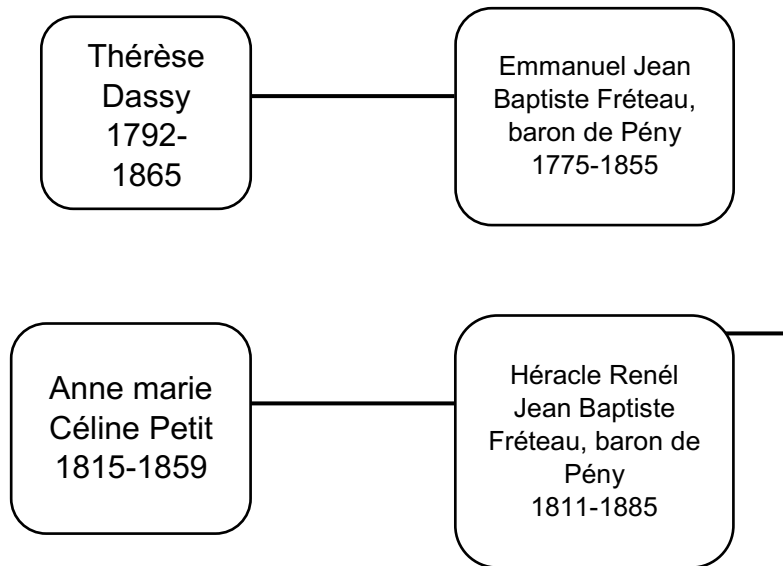 Thérèse
Dassy
1792-
1865
Emmanuel Jean
Baptiste Fréteau,
baron de Pény
1775-1855
Anne marie
Céline Petit
1815-1859
Héracle Renél
Jean Baptiste
Fréteau, baron de
Pény
1811-1885